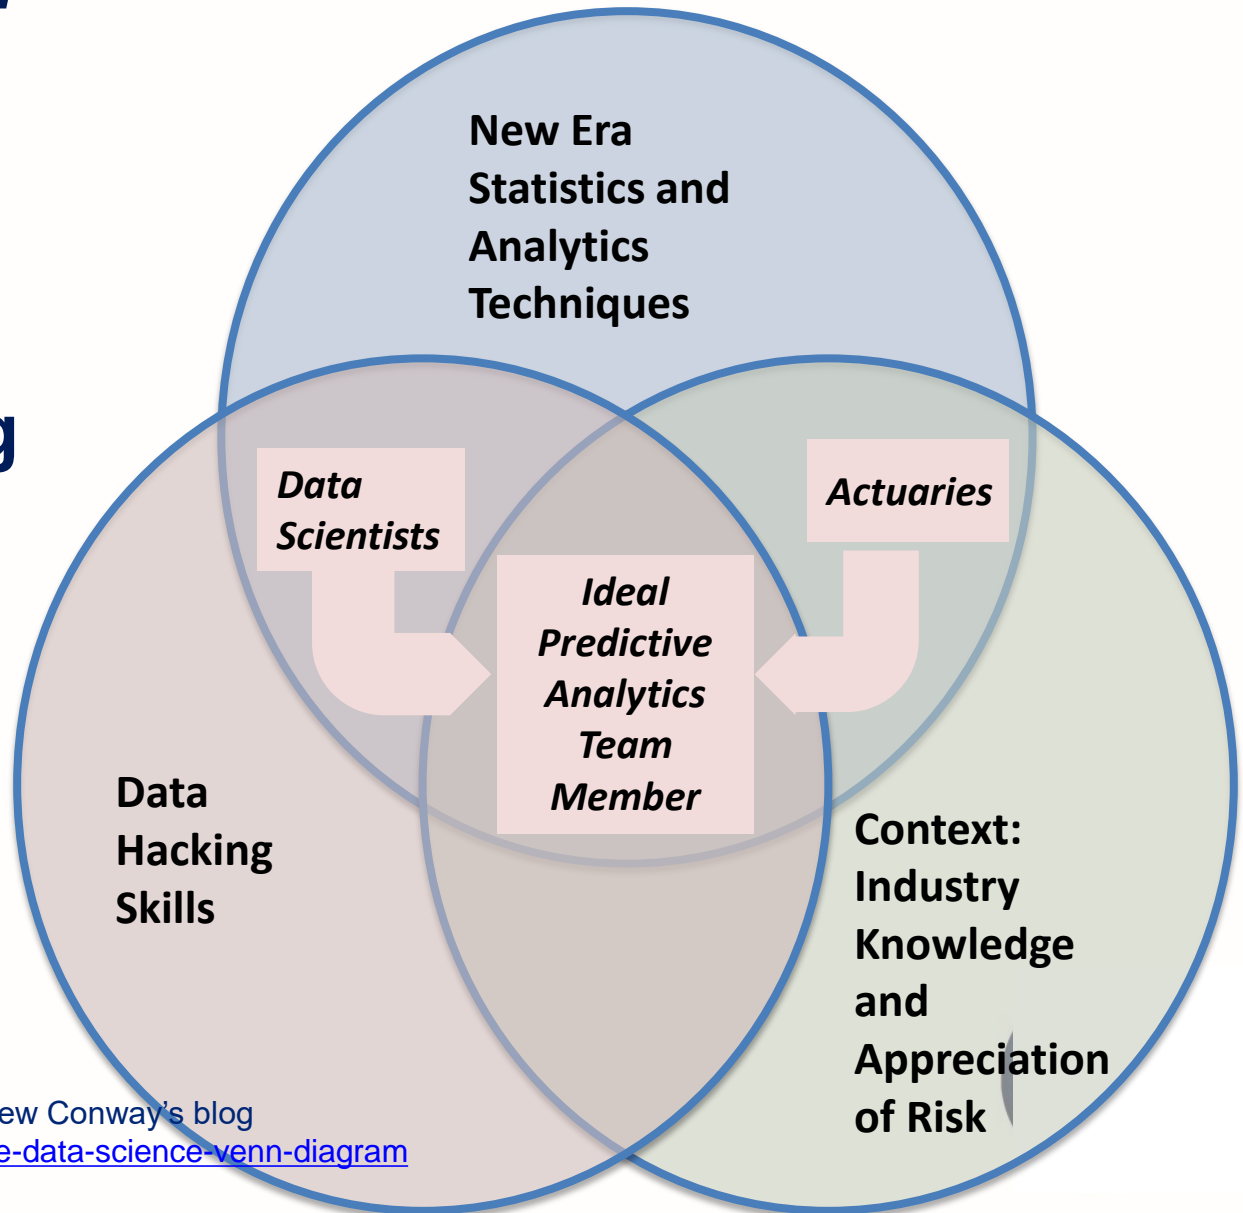 New Era
Statistics and
Analytics
Techniques
Data
Scientists
Actuaries
Ideal
Predictive
Analytics
Team
Member
Data
Hacking
Skills
Context:
Industry
Knowledge
and
Appreciation
of Risk
Conway's blog
e-data-science-venn-diagram